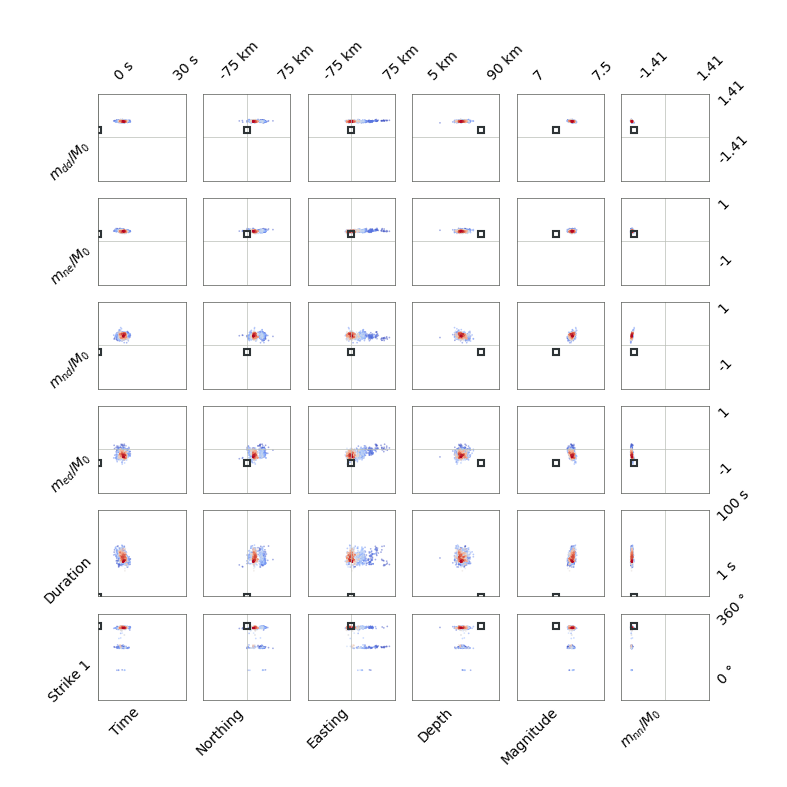 0 s 30 s -75 km 75 km -75 km 75 km 5 km 90 km 7 7.5 -1.41 1.41
1.41
m_dd/M_0 -1.41
1
m_ne/M_0 -1
1
m_nd/M_0 -1
1
m_ed/M_0 -1
100 s
Duration 1 s
360 °
Strike 1 0 °
Time Northing Easting Depth Magnitude m_nn/M_0